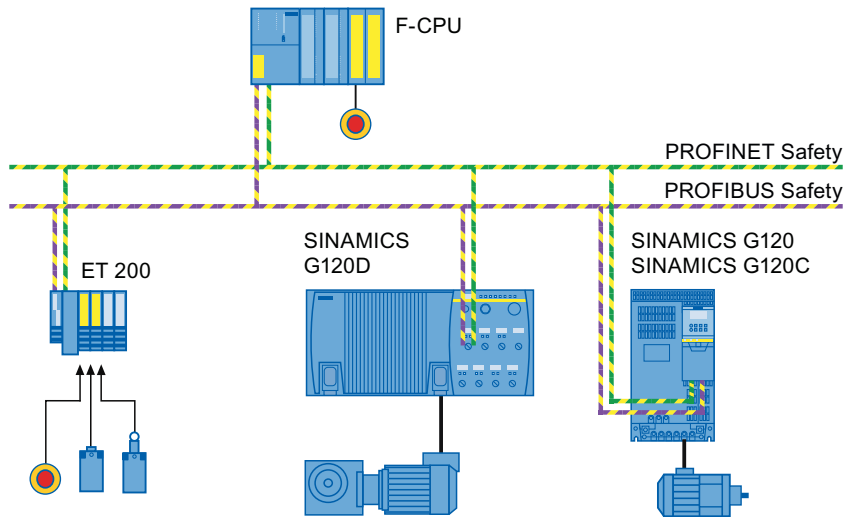 F-CPU
PROFINET Safety
PROFIBUS Safety
ET 200
SINAMICS
G120D
SINAMICS G120
SINAMICS G120C